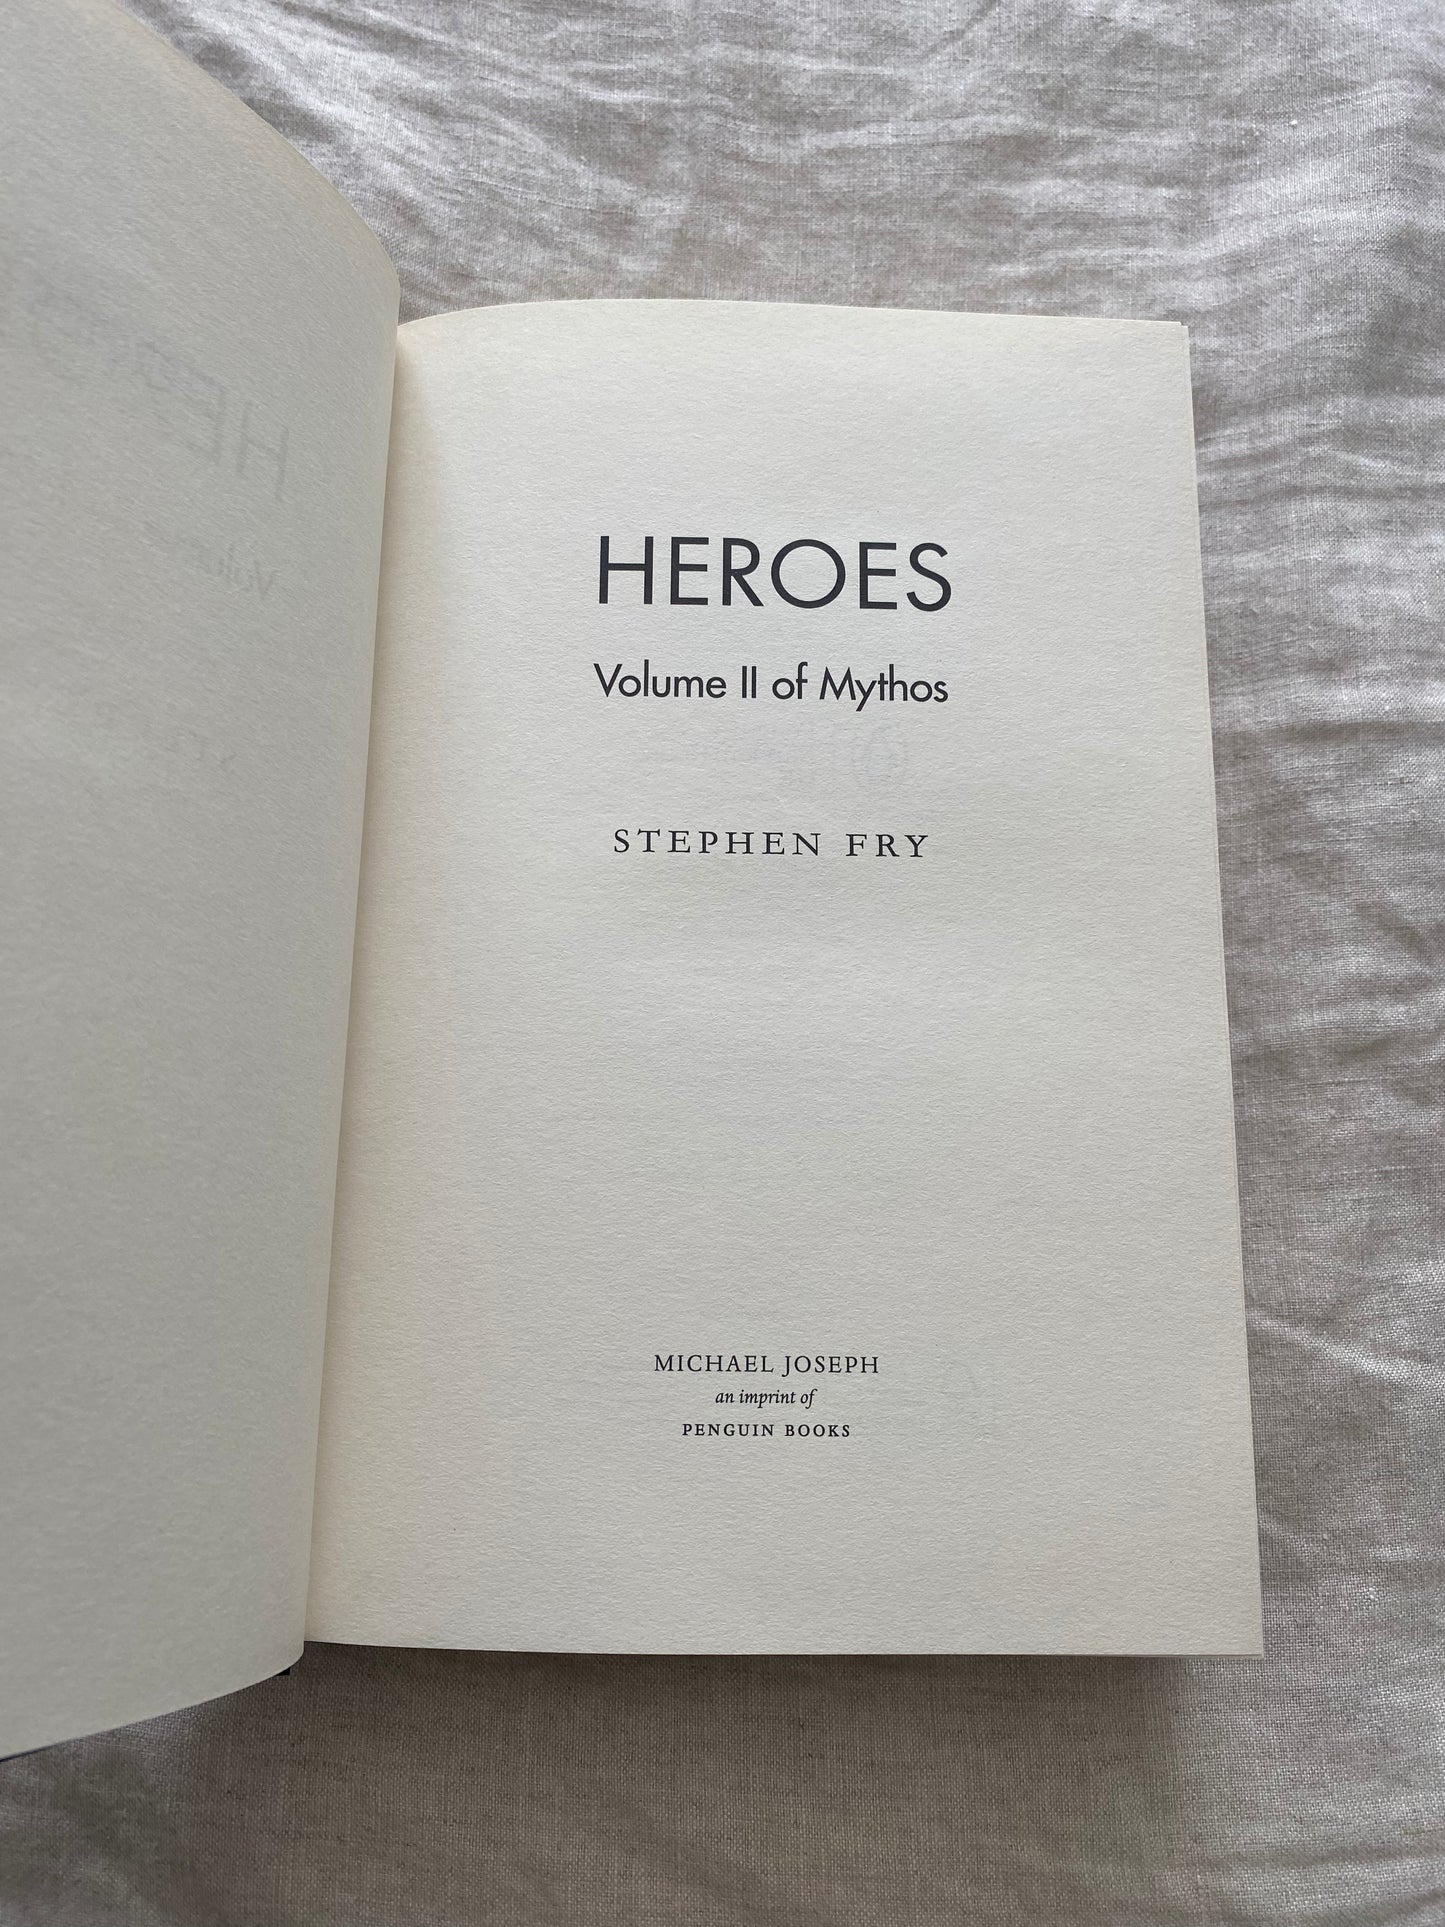 HEROES
Volume II of Mythos
STEPHEN FRY
MICHAEL JOSEPH
an imprint of
PENGUIN BOOKS